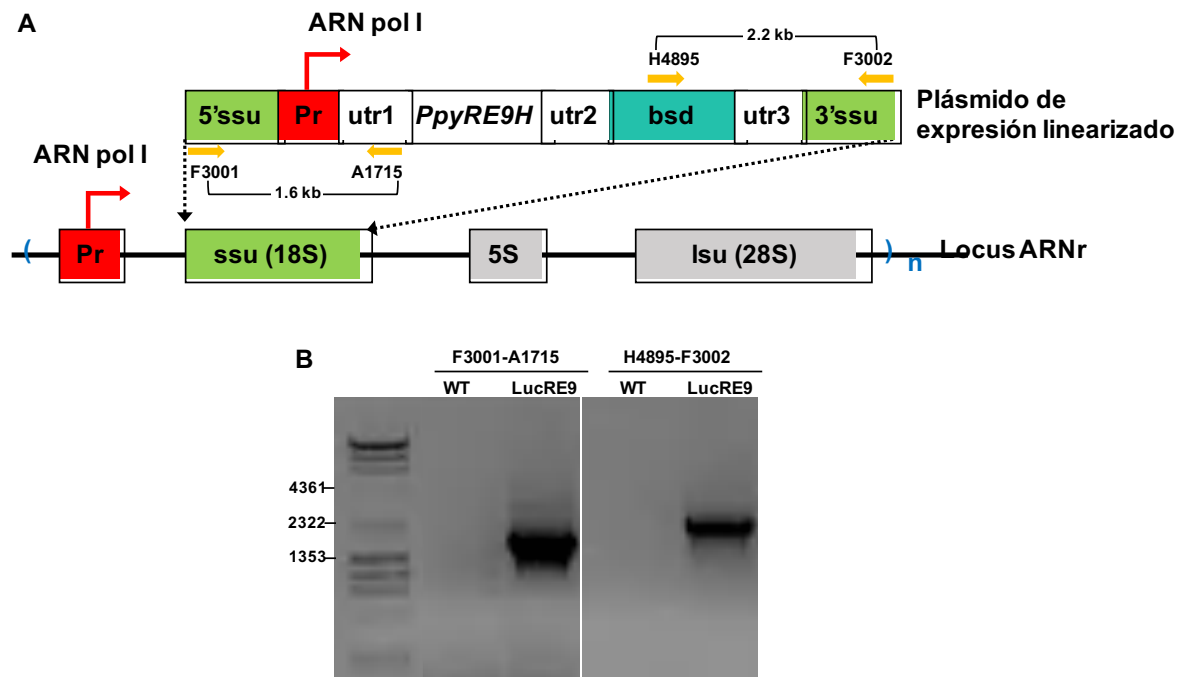 A
ARN pol I
2.2 kb
H4895
F3002
5'ssu
Pr
utr1
PpyRE9H
utr2
bsd
utr3
3'ssu
Plásmido de
expresión linearizado
ARN pol I
F3001
A1715
1.6 kb
( Pr
ssu (18S)
5S
lsu (28S)
) n
Locus ARNr
B
F3001-A1715
H4895-F3002
WT
LucRE9
WT
LucRE9
4361
2322
1353